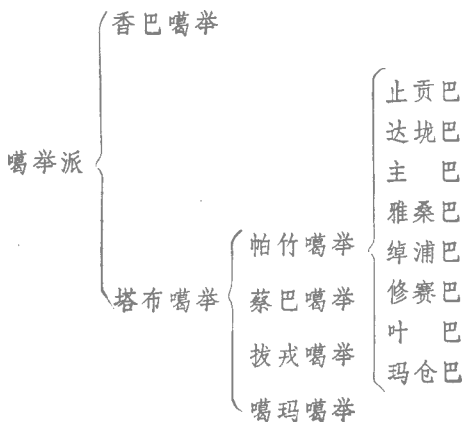 噶举派
香巴噶举
塔布噶举
帕竹噶举
蔡巴噶举
拔戎噶举
噶玛噶举
止贡巴
达垅巴
主 巴
雅桑巴
绰浦巴
修赛巴
叶 巴
玛仓巴